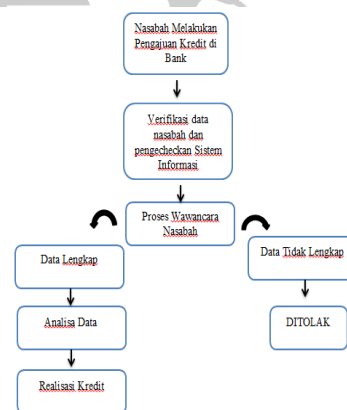 Nasabah Melakukan
Pengajuan Kredit di
Bank
Verifikasi data
nasabah dan
pengecheckan Sistem
Informasi
Proses Wawancara
Nasabah
Data Lengkap
Data Tidak Lengkap
Analisa Data
DITOLAK
Realisasi Kredit